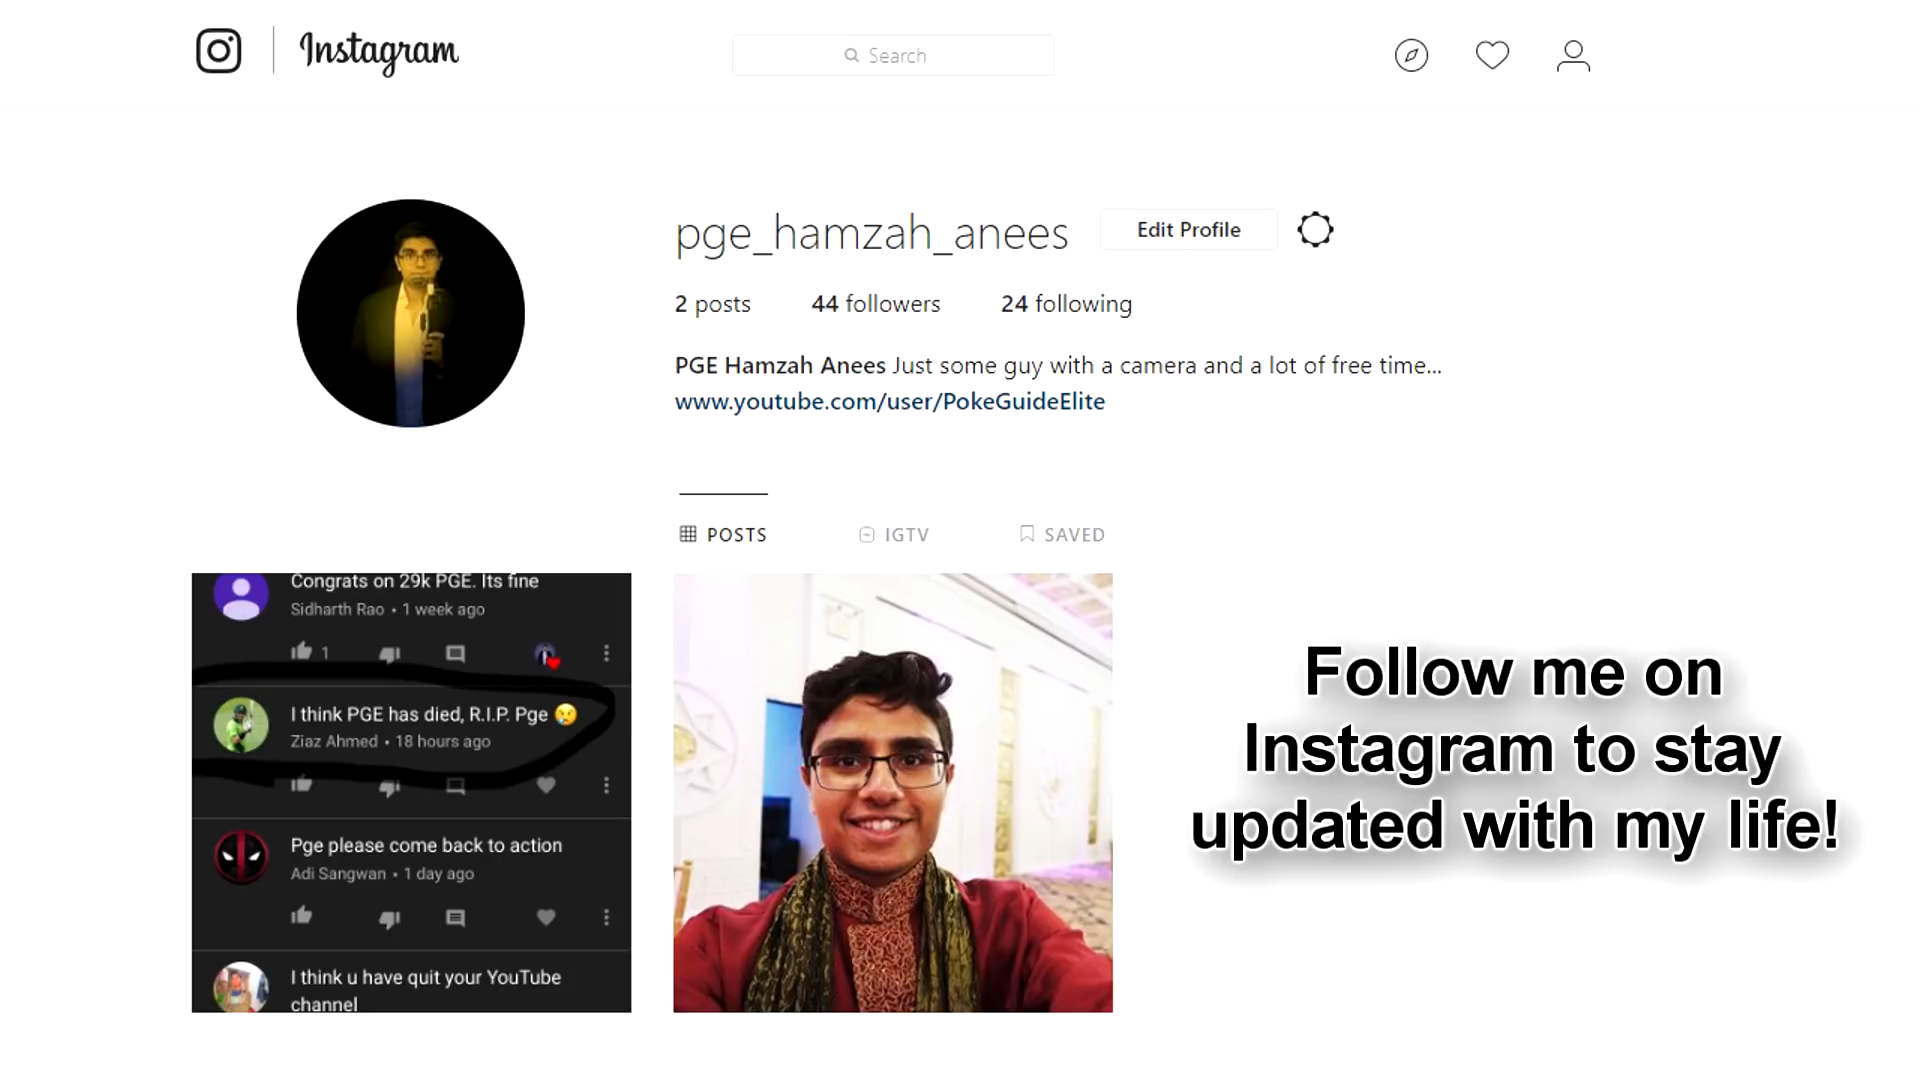 Instagram
Search
pge_hamzah_anees
Edit Profile
2 posts
44 followers
24 following
PGE Hamzah Anees Just some guy with a camera and a lot of free time...
www.youtube.com/user/PokeGuideElite
POSTS
IGTV
SAVED
Congrats on 29k PGE. Its fine
Sidharth Rao • 1 week ago
1
I think PGE has died, R.I.P. Pge 😢
Ziaz Ahmed • 18 hours ago
Pge please come back to action
Adi Sangwan • 1 day ago
I think u have quit your YouTube
channel
Follow me on
Instagram to stay
updated with my life!